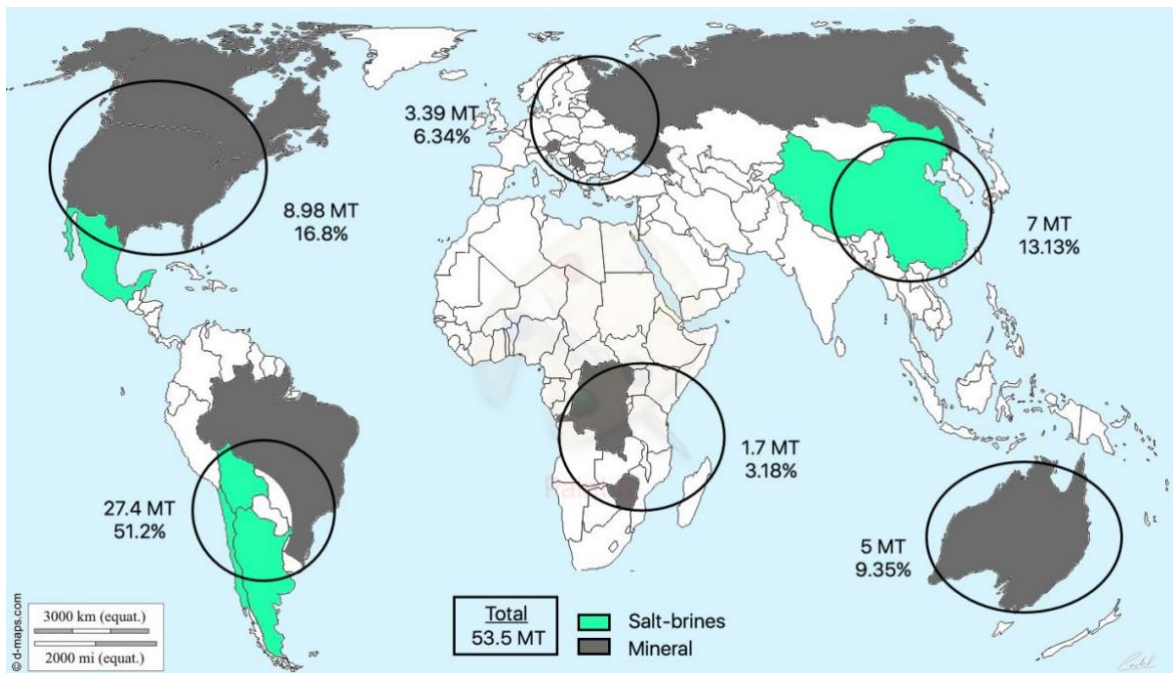 3.39 MT
6.34%
8.98 MT
16.8%
7 MT
13.13%
1.7 MT
3.18%
27.4 MT
51.2%
5 MT
9.35%
Total
53.5 MT
Salt-brines
Mineral
3000 km (equat.)
2000 mi (equat.)
© d-maps.com